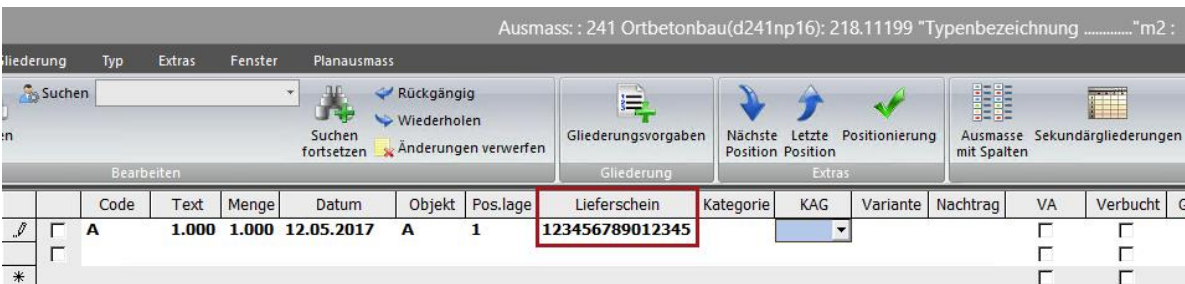 Ausmass: : 241 Ortbetonbau(d241np16): 218.11199 "Typenbezeichnung ............."m2 :
liederung Typ Extras Fenster Planausmass
Suchen
Rückgängig
Wiederholen
Suchen fortsetzen
Änderungen verwerfen
Gliederungsvorgaben
Nächste Position
Letzte Position
Positionierung
Ausmasse mit Spalten
Sekundärgliederungen
Bearbeiten Gliederung Extras
Code Text Menge Datum Objekt Pos.lage Lieferschein Kategorie KAG Variante Nachtrag VA Verbucht G
A 1.000 1.000 12.05.2017 A 1 123456789012345